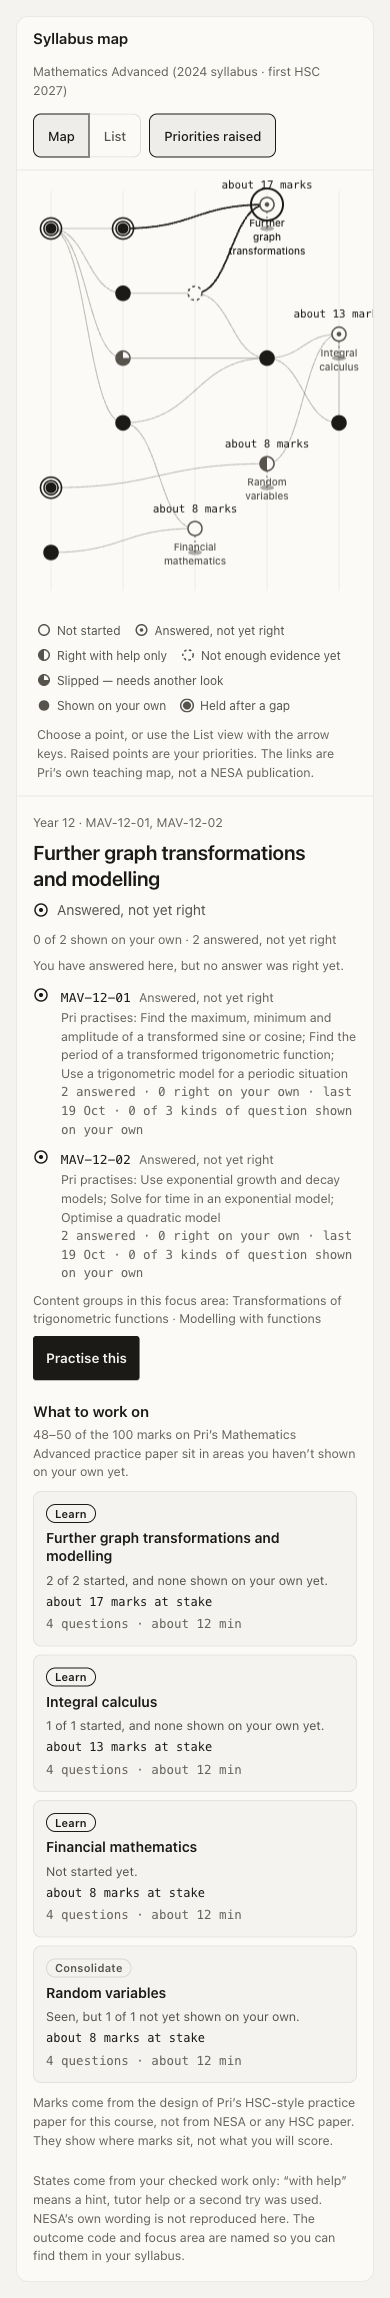 Syllabus map
Mathematics Advanced (2024 syllabus · first HSC
2027)
Map
List
Priorities raised
about 17 marks
Further
graph
transformations
about 13 mar
Integral
calculus
about 8 marks
Random
variables
about 8 marks
Financial
mathematics
Not started
Answered, not yet right
Right with help only
Not enough evidence yet
Slipped — needs another look
Shown on your own
Held after a gap
Choose a point, or use the List view with the arrow
keys. Raised points are your priorities. The links are
Pri’s own teaching map, not a NESA publication.
Year 12 · MAV-12-01, MAV-12-02
Further graph transformations
and modelling
Answered, not yet right
0 of 2 shown on your own · 2 answered, not yet right
You have answered here, but no answer was right yet.
MAV-12-01 Answered, not yet right
Pri practises: Find the maximum, minimum and
amplitude of a transformed sine or cosine; Find the
period of a transformed trigonometric function;
Use a trigonometric model for a periodic situation
2 answered · 0 right on your own · last
19 Oct · 0 of 3 kinds of question shown
on your own
MAV-12-02 Answered, not yet right
Pri practises: Use exponential growth and decay
models; Solve for time in an exponential model;
Optimise a quadratic model
2 answered · 0 right on your own · last
19 Oct · 0 of 3 kinds of question shown
on your own
Content groups in this focus area: Transformations of
trigonometric functions · Modelling with functions
Practise this
What to work on
48–50 of the 100 marks on Pri’s Mathematics
Advanced practice paper sit in areas you haven’t shown
on your own yet.
Learn
Further graph transformations and
modelling
2 of 2 started, and none shown on your own yet.
about 17 marks at stake
4 questions · about 12 min
Learn
Integral calculus
1 of 1 started, and none shown on your own yet.
about 13 marks at stake
4 questions · about 12 min
Learn
Financial mathematics
Not started yet.
about 8 marks at stake
4 questions · about 12 min
Consolidate
Random variables
Seen, but 1 of 1 not yet shown on your own.
about 8 marks at stake
4 questions · about 12 min
Marks come from the design of Pri’s HSC-style practice
paper for this course, not from NESA or any HSC paper.
They show where marks sit, not what you will score.
States come from your checked work only: “with help”
means a hint, tutor help or a second try was used.
NESA’s own wording is not reproduced here. The
outcome code and focus area are named so you can
find them in your syllabus.